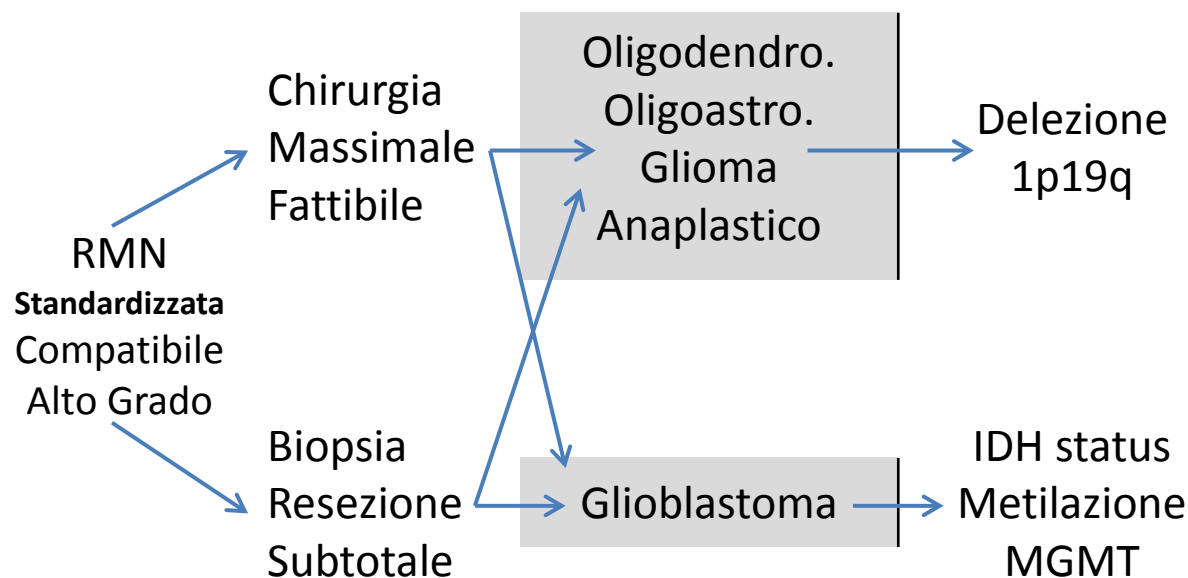 RMN
Standardizzata
Compatibile
Alto Grado
Chirurgia
Massimale
Fattibile
Biopsia
Resezione
Subtotale
Oligodendro.
Oligoastro.
Glioma
Anaplastico
Glioblastoma
Delezione
1p19q
IDH status
Metilazione
MGMT